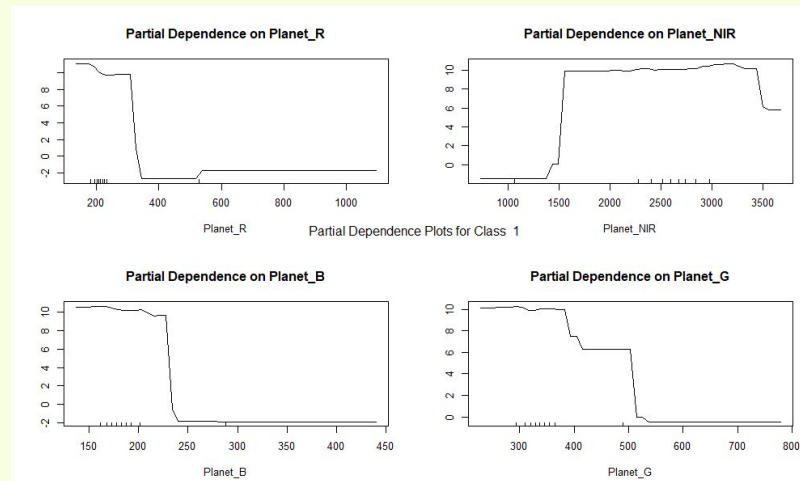 Partial Dependence on Planet_R
8
6
4
2
0
-2
200 400 600 800 1000
Planet_R
Partial Dependence on Planet_NIR
10
8
6
4
2
0
1000 1500 2000 2500 3000 3500
Planet_NIR
Partial Dependence Plots for Class 1
Partial Dependence on Planet_B
10
8
6
4
2
0
-2
150 200 250 300 350 400 450
Planet_B
Partial Dependence on Planet_G
10
8
6
4
2
0
300 400 500 600 700 800
Planet_G